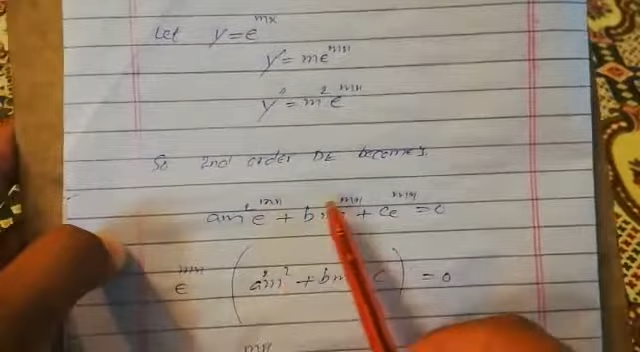 Let y = e^mx
y' = me^mx
y" = m²e^mx
So 2nd order DE becomes
am²e^mx + bm + ce^mx = 0
e^mx (am² + bm c) = 0